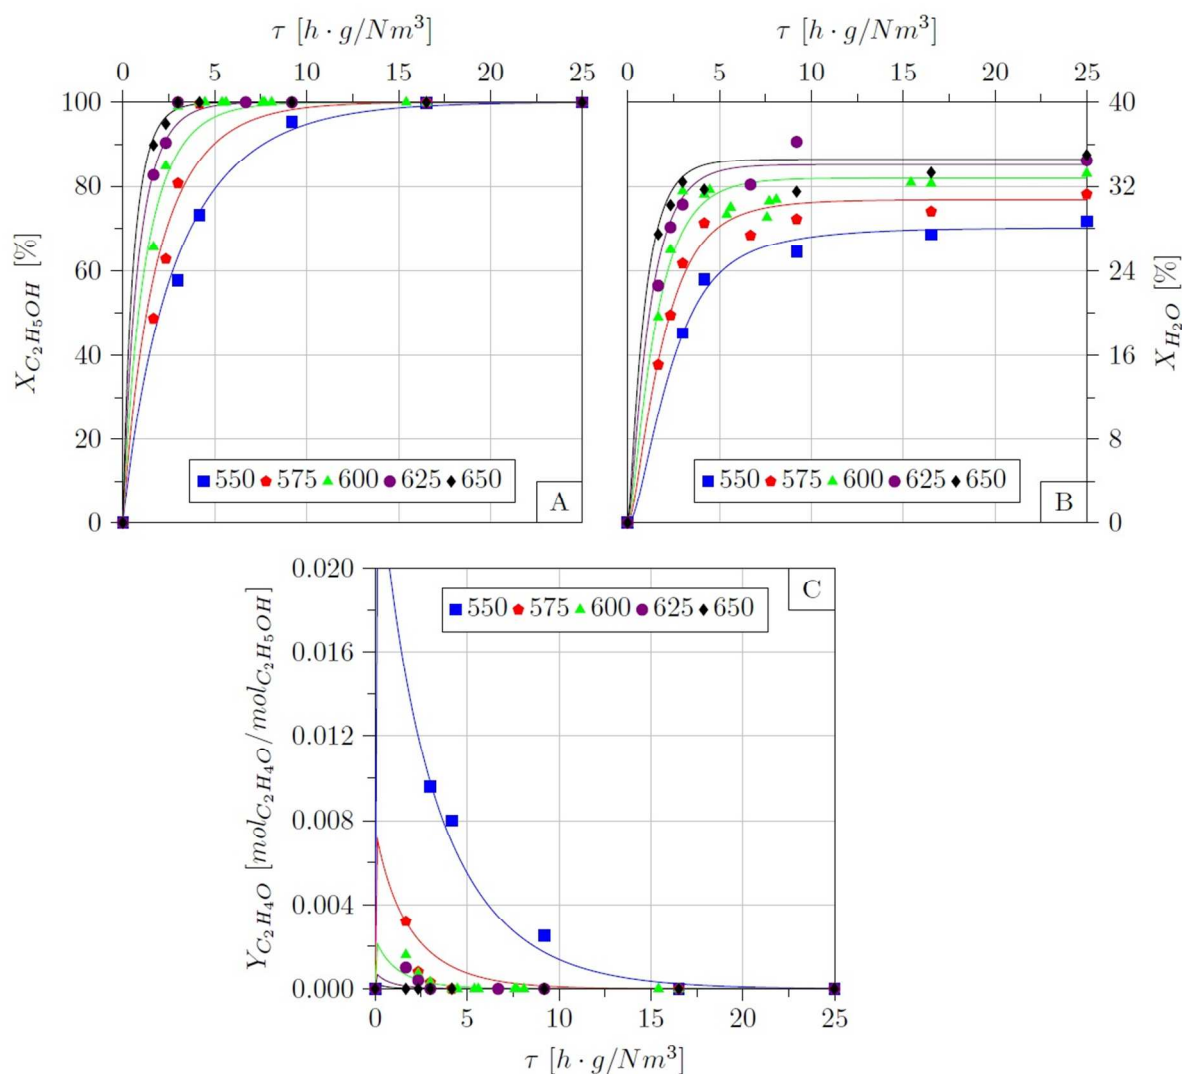 τ [h · g/Nm³]
τ [h · g/Nm³]
0 5 15 20 25
0 5 15 20 25
100
80
60
40
20
0
X_{C₂H₅OH} [%]
550 575 600 625 650
A
40
32
24
16
8
0
X_{H₂O} [%]
550 575 600 625 650
B
0.020
0.016
0.012
0.008
0.004
0.000
Y_{C₂H₄O} [mol_{C₂H₄O}/mol_{C₂H₅OH}]
550 575 600 625 650
C
0 5 10 15 20 25
τ [h · g/Nm³]